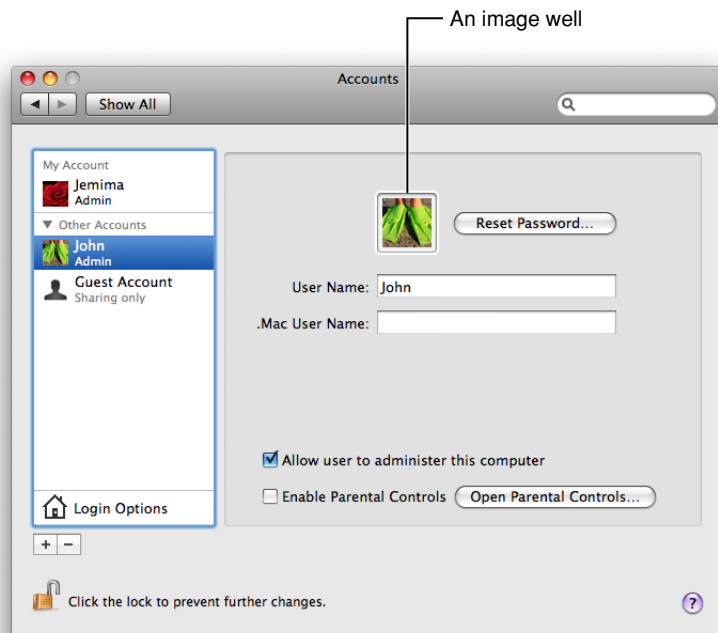 An image well
Accounts
Show All
My Account
Jemima
Admin
Other Accounts
John
Admin
Guest Account
Sharing only
Login Options
Reset Password...
User Name: John
.Mac User Name:
Allow user to administer this computer
Enable Parental Controls Open Parental Controls...
+ −
Click the lock to prevent further changes.
?